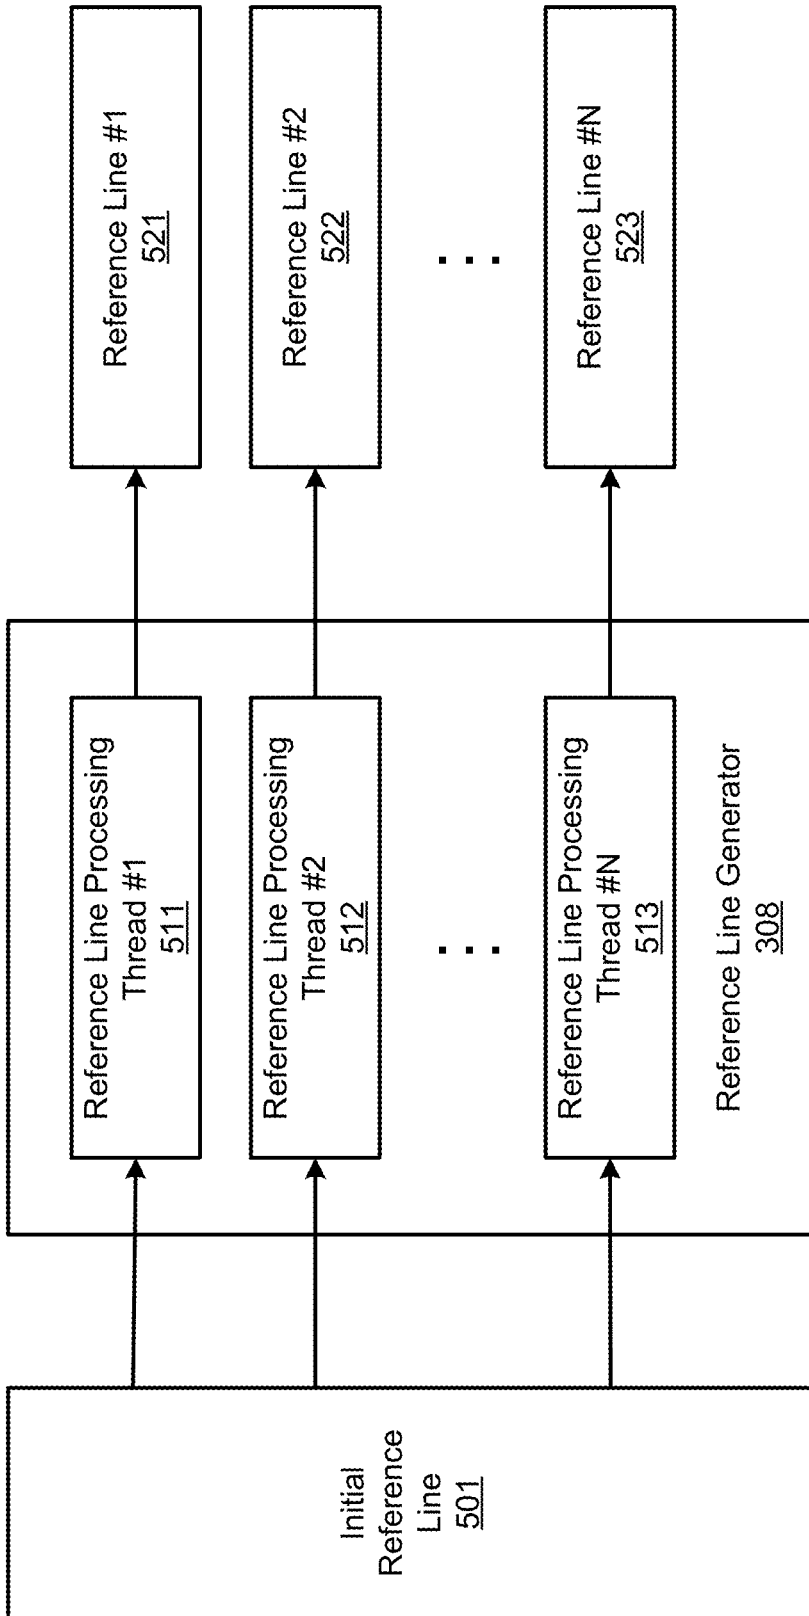 Initial
Reference
Line
501
Reference Line Processing
Thread #1
511
Reference Line Processing
Thread #2
512
. . .
Reference Line Processing
Thread #N
513
Reference Line Generator
308
Reference Line #1
521
Reference Line #2
522
. . .
Reference Line #N
523